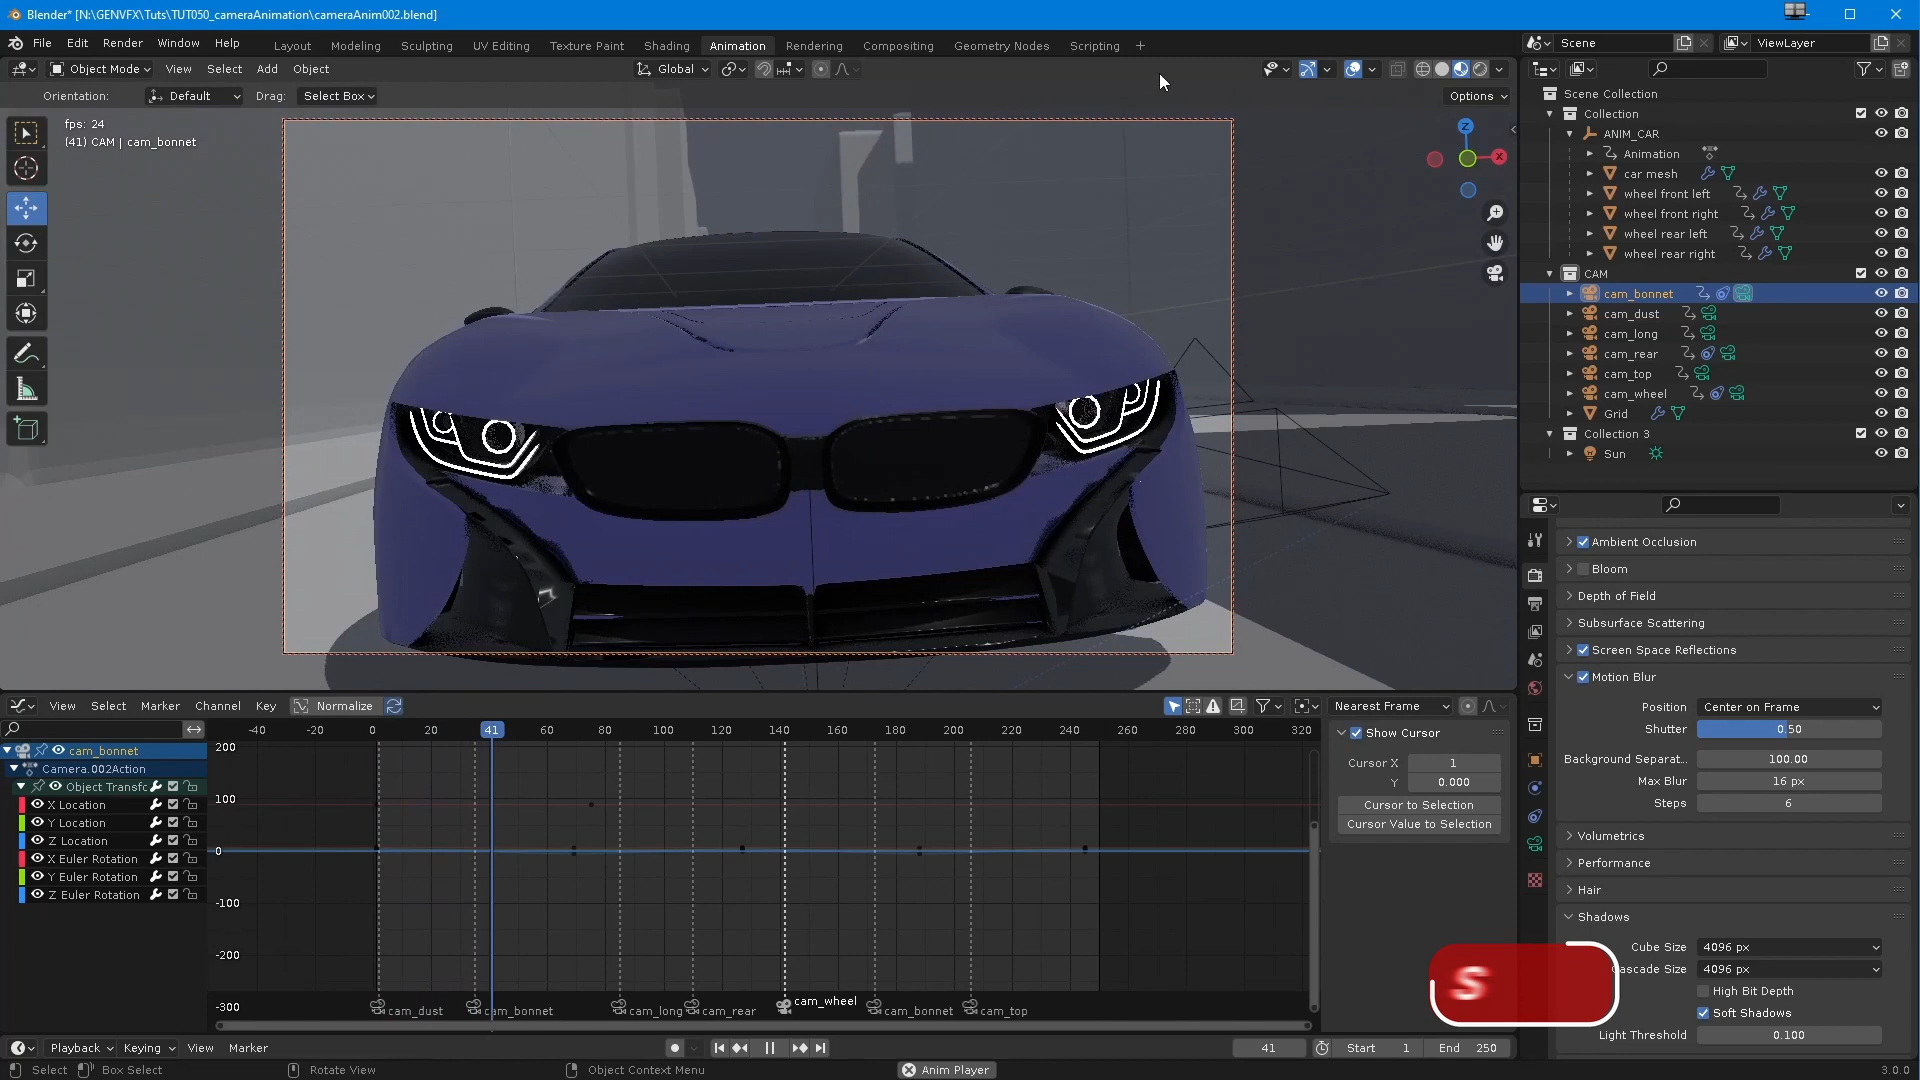 Blender* [N:\GENVFX\Tuts\TUT050_cameraAnimation\cameraAnim002.blend]
File Edit Render Window Help Layout Modeling Sculpting UV Editing Texture Paint Shading Animation Rendering Compositing Geometry Nodes Scripting + Scene ViewLayer
Object Mode View Select Add Object Global
Orientation: Default Drag: Select Box Options
fps: 24
(41) CAM | cam_bonnet
Z
X
Scene Collection
Collection
ANIM_CAR
Animation
car mesh
wheel front left
wheel front right
wheel rear left
wheel rear right
CAM
cam_bonnet
cam_dust
cam_long
cam_rear
cam_top
cam_wheel
Grid
Collection 3
Sun
Ambient Occlusion
Bloom
Depth of Field
Subsurface Scattering
Screen Space Reflections
Motion Blur
Position Center on Frame
Shutter 0.50
Background Separat... 100.00
Max Blur 16 px
Steps 6
Volumetrics
Performance
Hair
Shadows
Cube Size 4096 px
ascade Size 4096 px
High Bit Depth
Soft Shadows
Light Threshold 0.100
S
View Select Marker Channel Key Normalize Nearest Frame
-40 -20 0 20 41 60 80 100 120 140 160 180 200 220 240 260 280 300 320
cam_bonnet
Camera.002Action
Object Transfc
X Location
Y Location
Z Location
X Euler Rotation
Y Euler Rotation
Z Euler Rotation
200
100
0
-100
-200
-300
cam_dust cam_bonnet cam_long cam_rear cam_wheel cam_bonnet cam_top
Show Cursor
Cursor X 1
Y 0.000
Cursor to Selection
Cursor Value to Selection
Playback Keying View Marker 41 Start 1 End 250
Select Box Select Rotate View Object Context Menu Anim Player 3.0.0